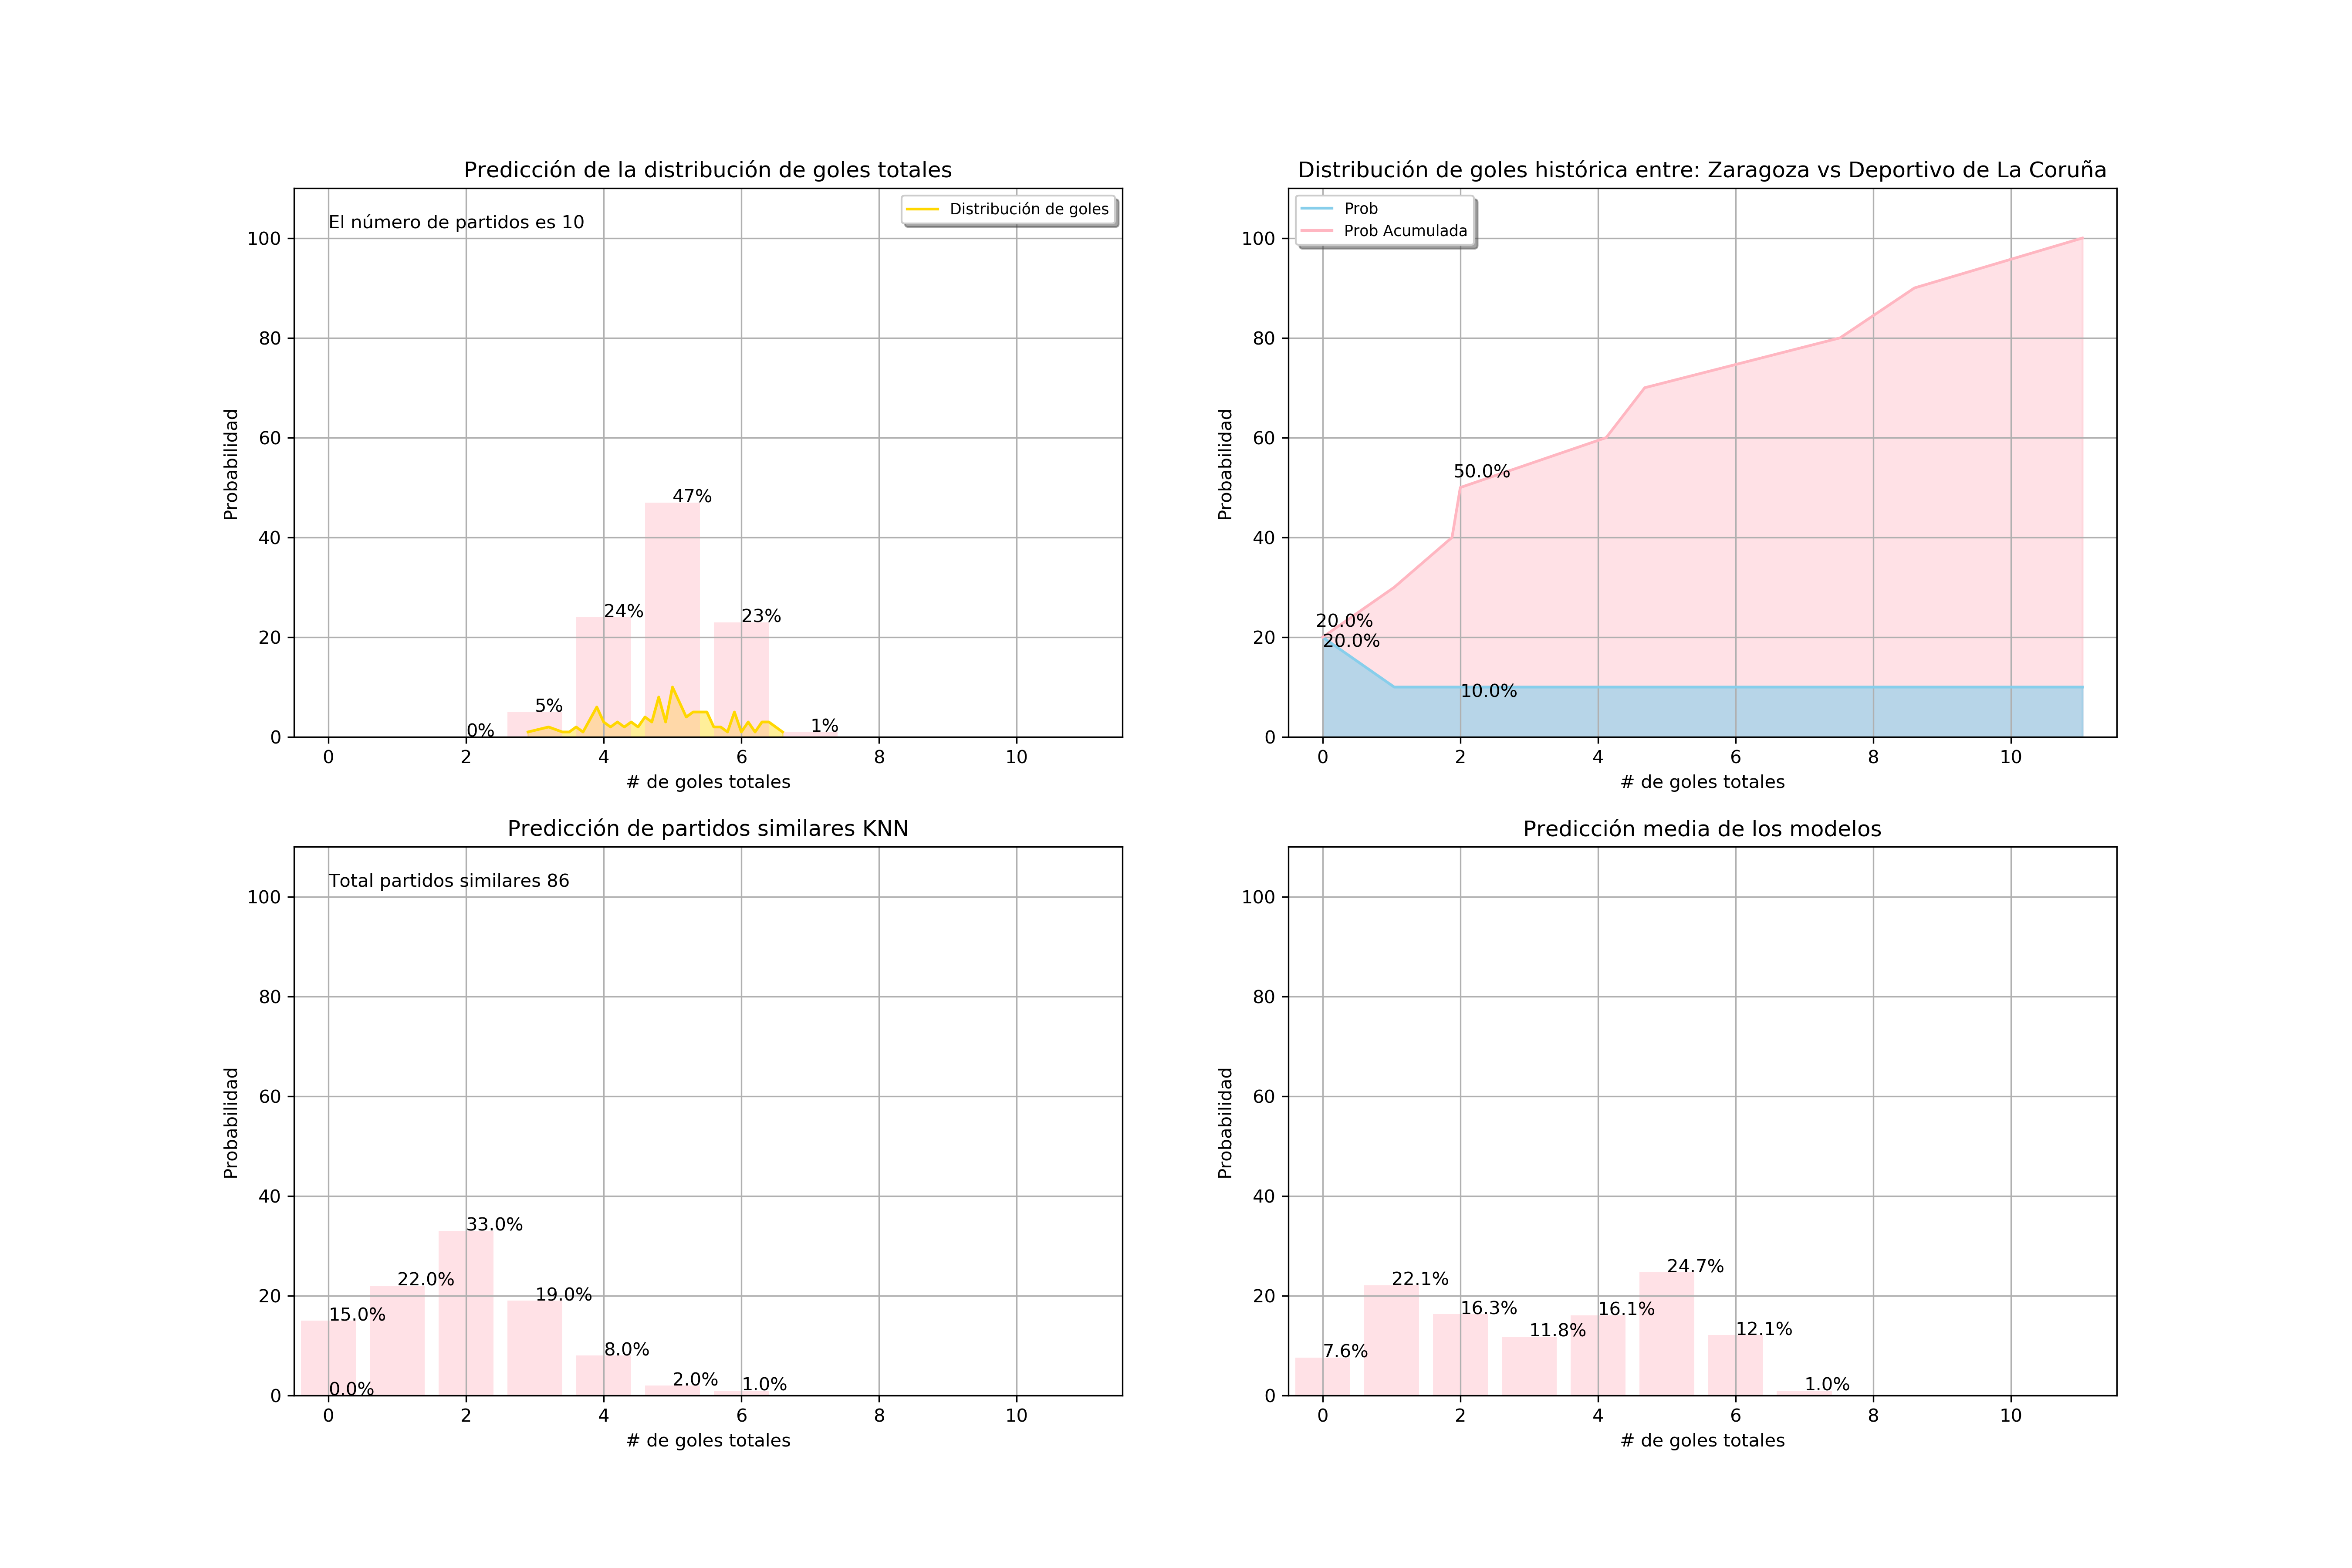 Predicción de la distribución de goles totales
El número de partidos es 10
Distribución de goles
100
80
60
40
20
0
Probabilidad
0%
5%
24%
47%
23%
1%
0 2 4 6 8 10
# de goles totales
Distribución de goles histórica entre: Zaragoza vs Deportivo de La Coruña
Prob
Prob Acumulada
100
80
60
40
20
0
Probabilidad
50.0%
20.0%
20.0%
10.0%
0 2 4 6 8 10
# de goles totales
Predicción de partidos similares KNN
Total partidos similares 86
100
80
60
40
20
0
Probabilidad
15.0%
0.0%
22.0%
33.0%
19.0%
8.0%
2.0%
1.0%
0 2 4 6 8 10
# de goles totales
Predicción media de los modelos
100
80
60
40
20
0
Probabilidad
7.6%
22.1%
16.3%
11.8%
16.1%
24.7%
12.1%
1.0%
0 2 4 6 8 10
# de goles totales